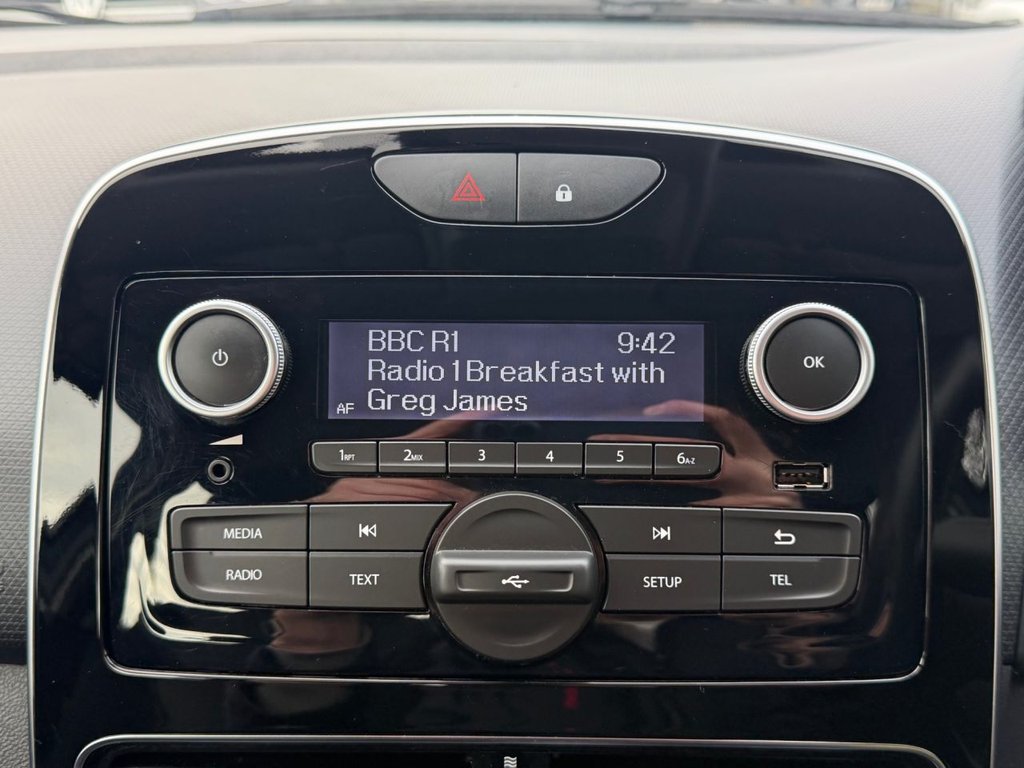 BBC R1 9:42
Radio 1 Breakfast with
AF Greg James
OK
1RPT 2MIX 3 4 5 6A-Z
MEDIA
RADIO TEXT SETUP TEL